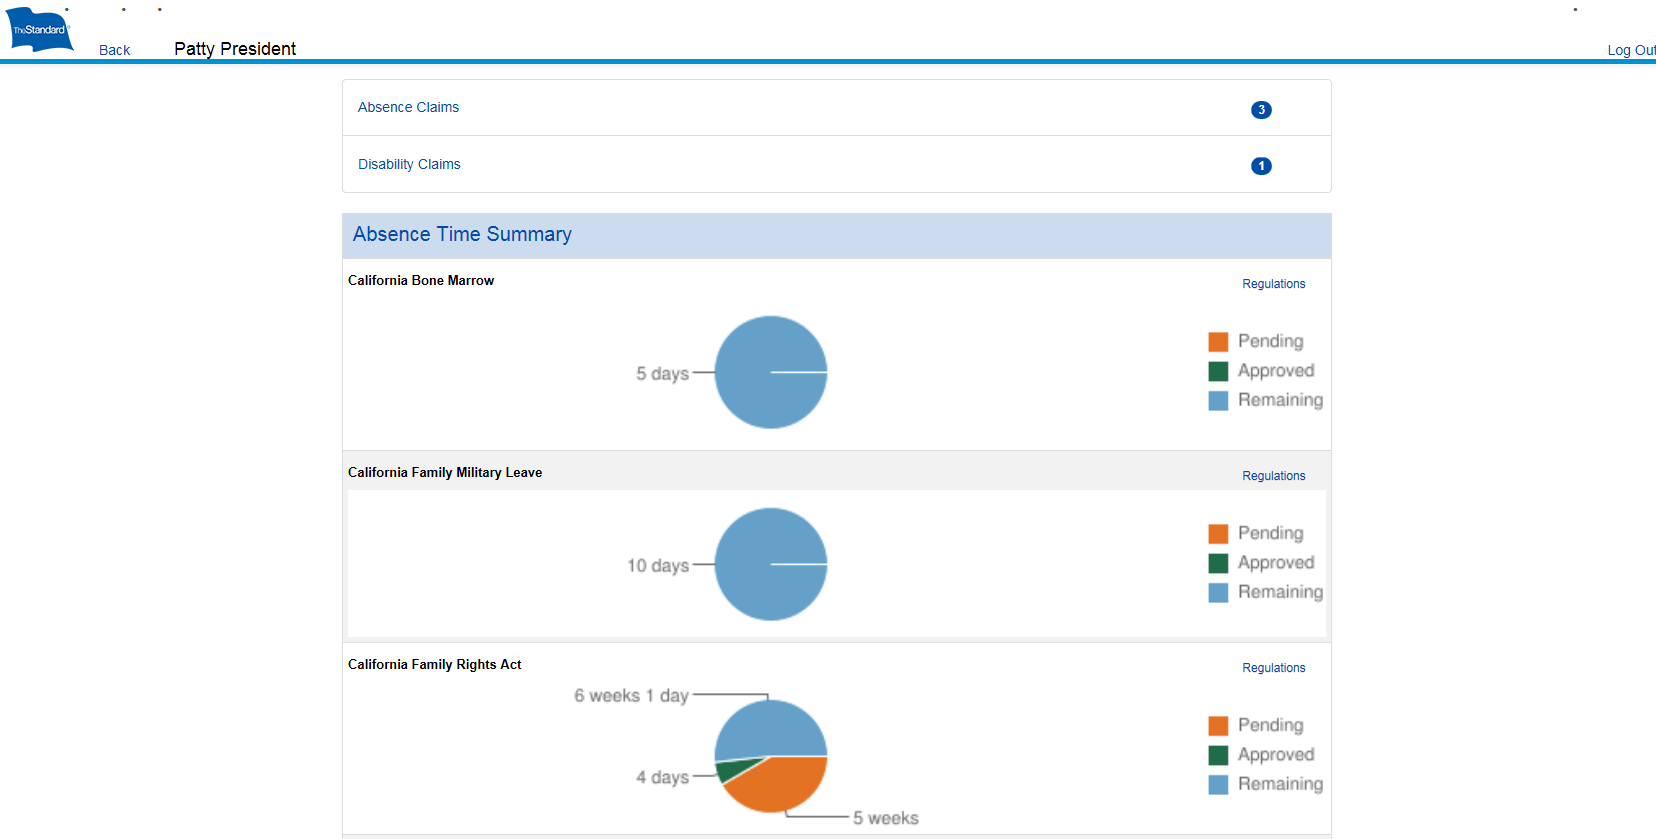 TheStandard
Back
Patty President
Log Out
Absence Claims
3
Disability Claims
1
Absence Time Summary
California Bone Marrow
Regulations
5 days
Pending
Approved
Remaining
California Family Military Leave
Regulations
10 days
Pending
Approved
Remaining
California Family Rights Act
Regulations
6 weeks 1 day
4 days
5 weeks
Pending
Approved
Remaining